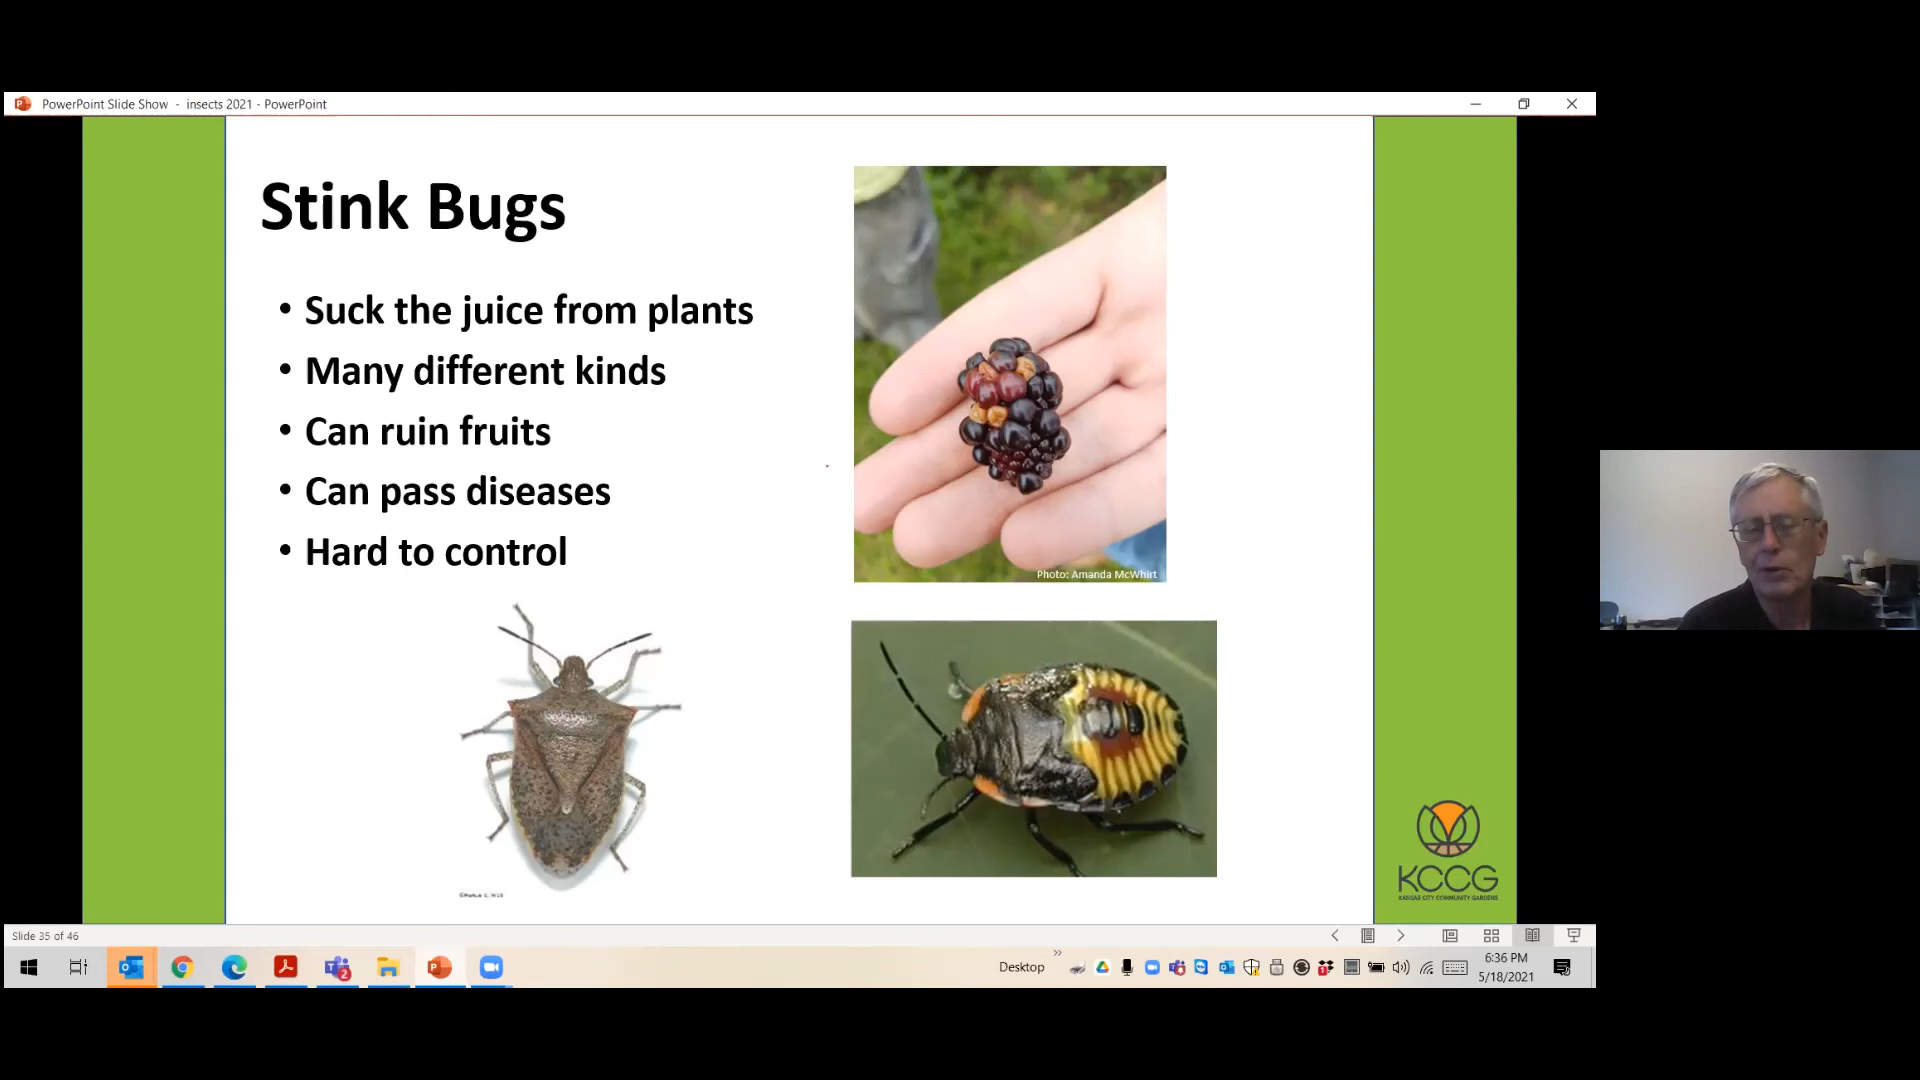 PowerPoint Slide Show - insects 2021 - PowerPoint
Stink Bugs
• Suck the juice from plants
• Many different kinds
• Can ruin fruits
• Can pass diseases
• Hard to control
Photo: Amanda McWhirt
KCCG
KANSAS CITY COMMUNITY GARDENS
Slide 35 of 46
2
Desktop
6:36 PM
5/18/2021